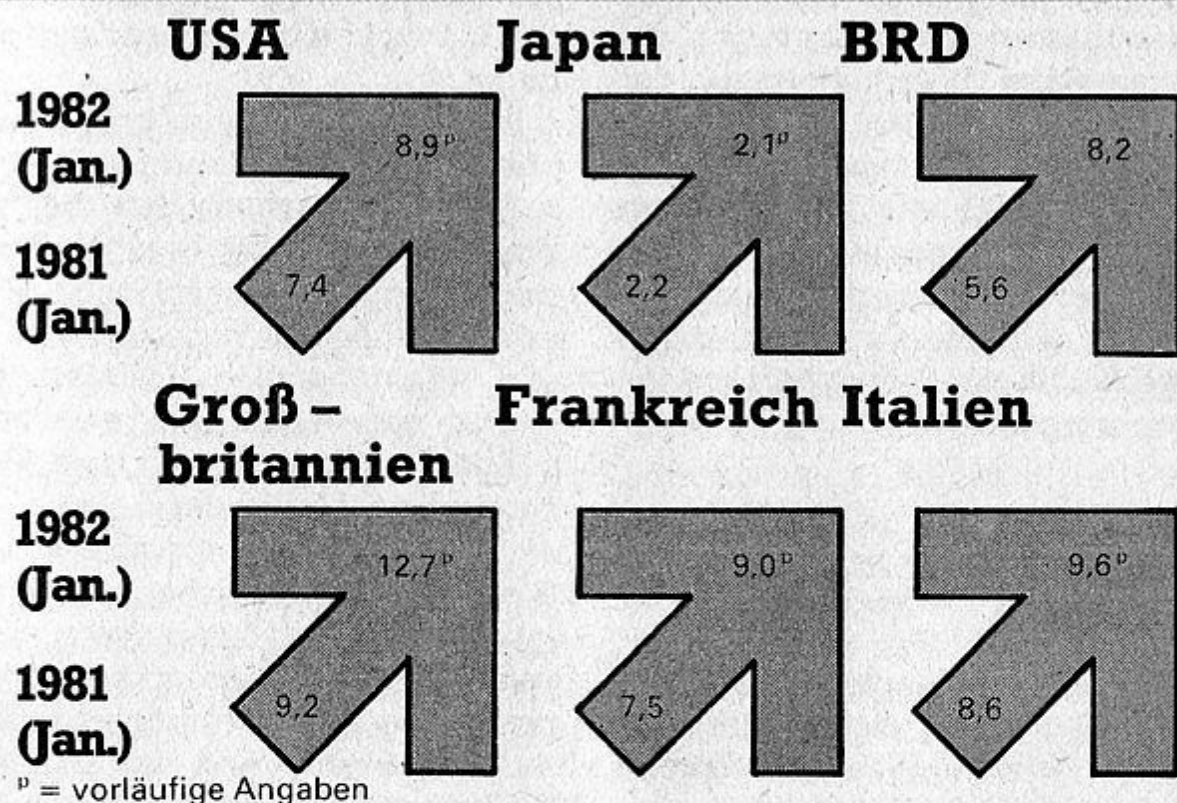 USA Japan BRD
1982
(Jan.)
8,9ᵖ 2,1ᵖ 8,2
1981
(Jan.)
7,4 2,2 5,6
Groß–
britannien
Frankreich Italien
1982
(Jan.)
12,7ᵖ 9,0ᵖ 9,6ᵖ
1981
(Jan.)
9,2 7,5 8,6
ᵖ = vorläufige Angaben